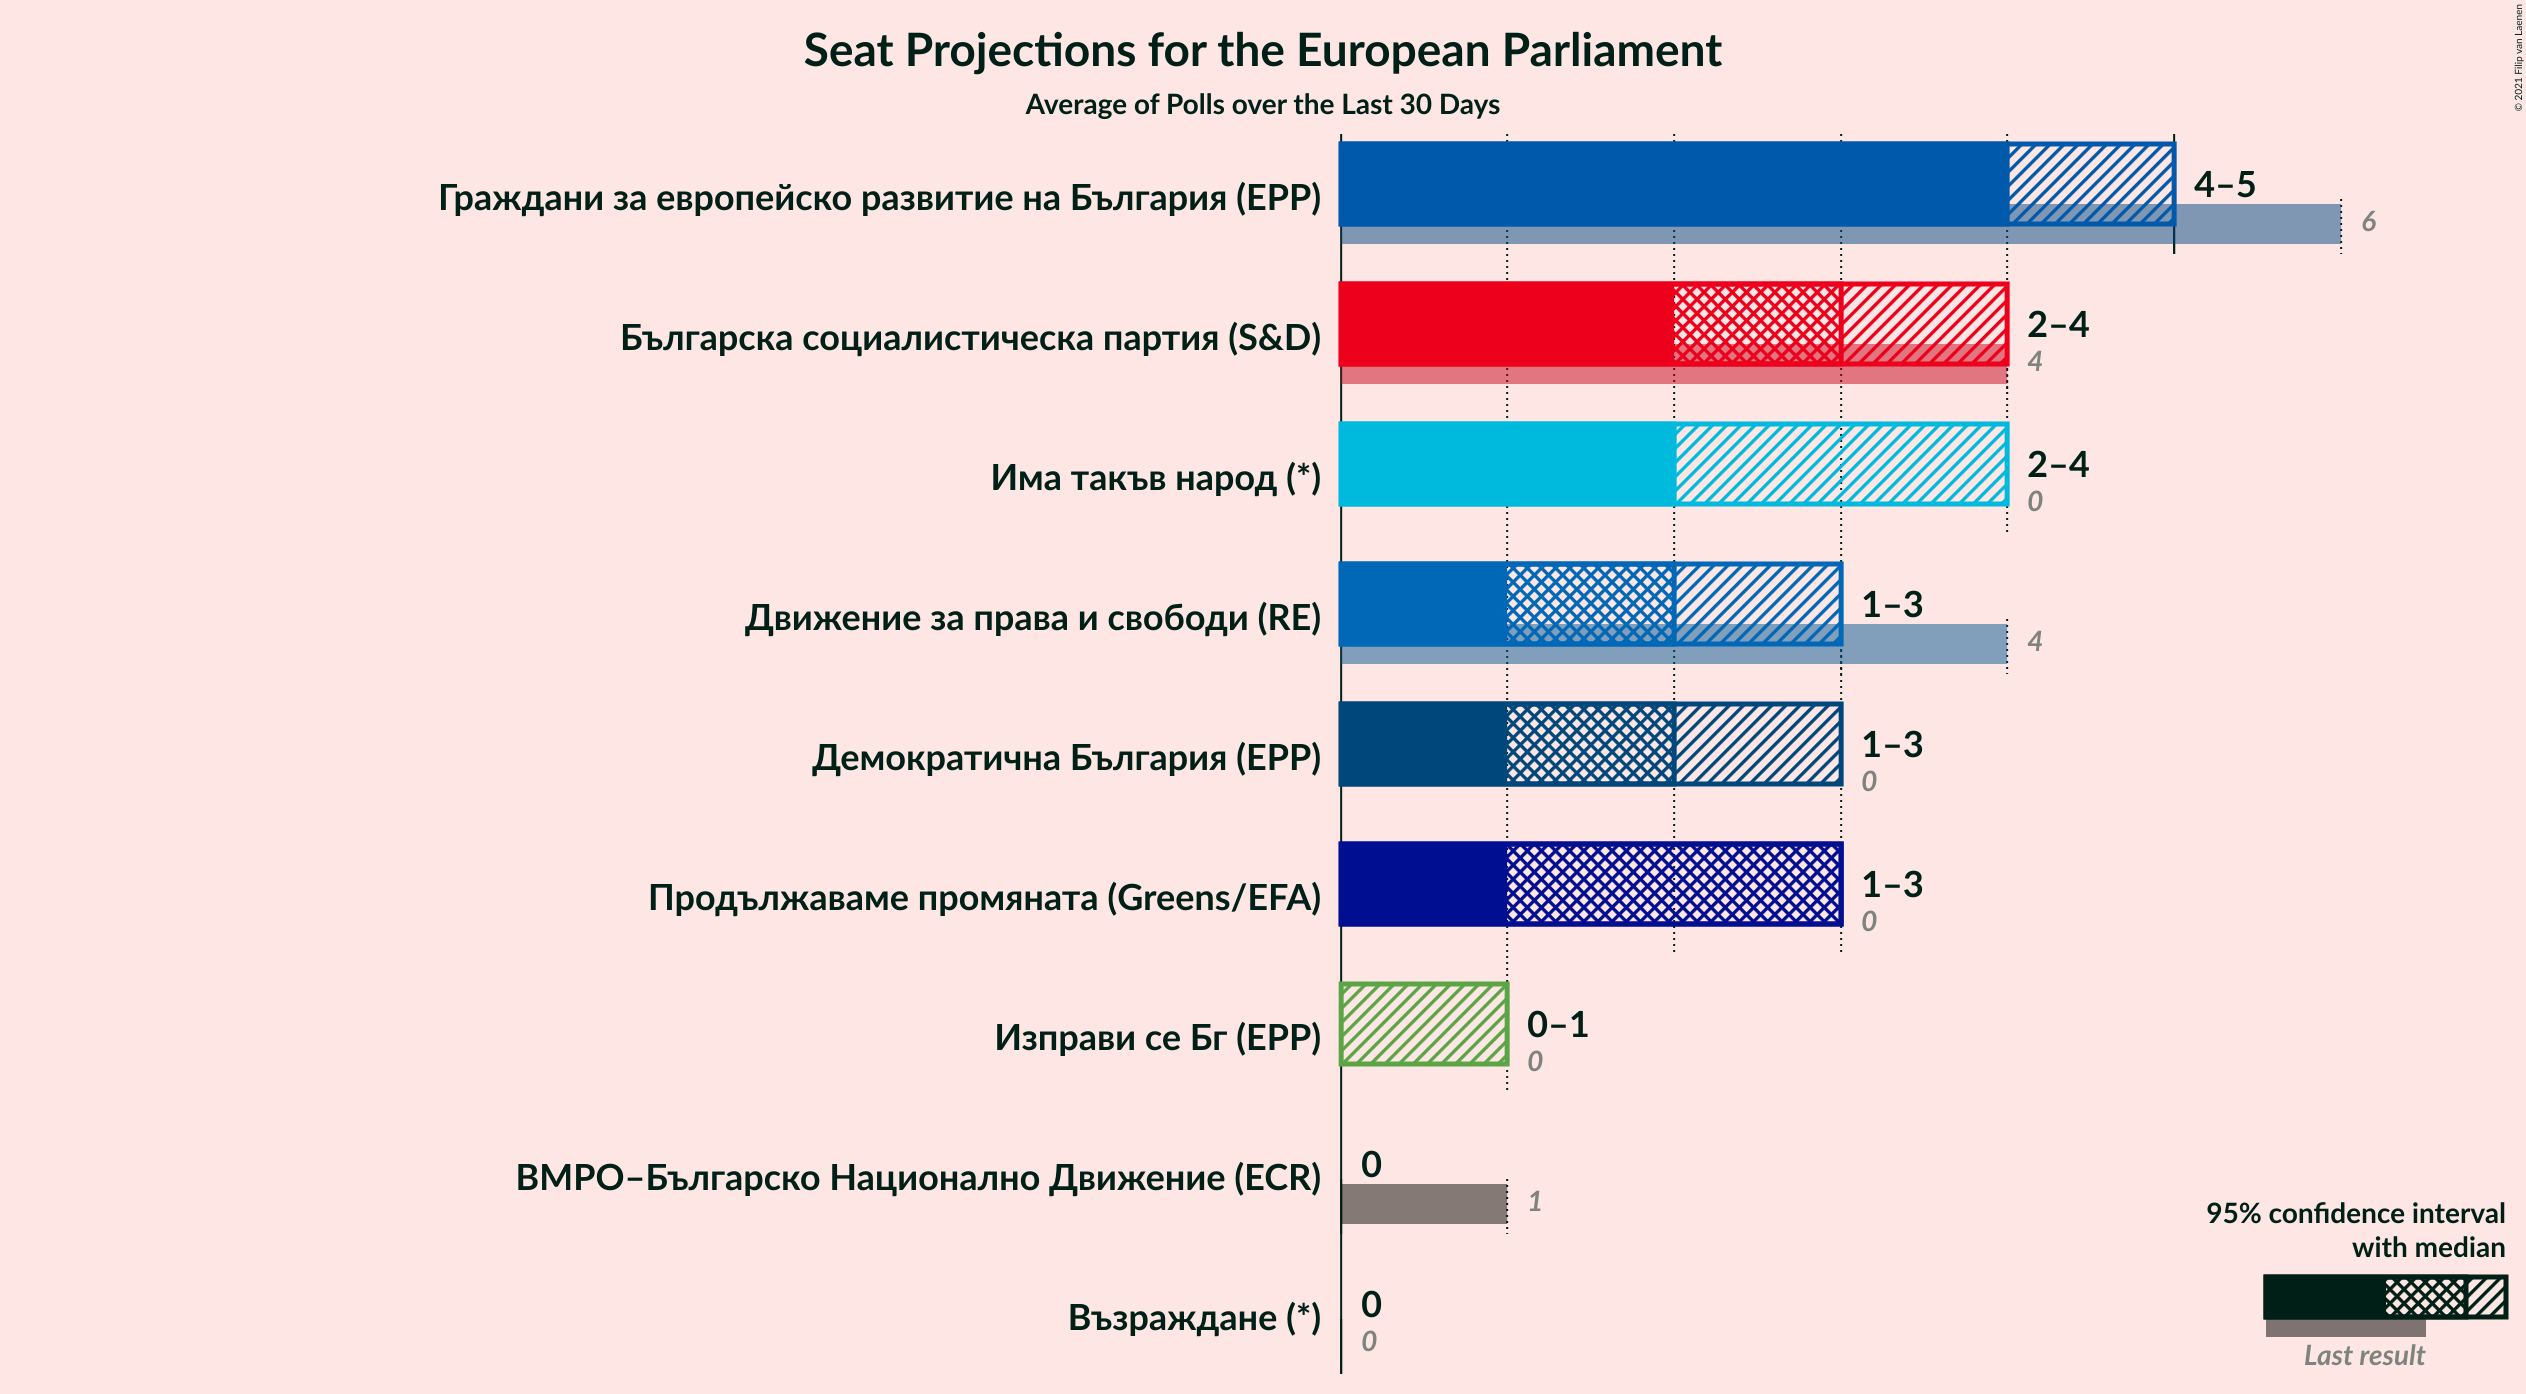 Seat Projections for the European Parliament
Average of Polls over the Last 30 Days
© 2021 Filip van Laenen
Граждани за европейско развитие на България (EPP)
4–5
6
Българска социалистическа партия (S&D)
2–4
4
Има такъв народ (*)
2–4
0
Движение за права и свободи (RE)
1–3
4
Демократична България (EPP)
1–3
0
Продължаваме промяната (Greens/EFA)
1–3
0
Изправи се Бг (EPP)
0–1
0
ВМРО–Българско Национално Движение (ECR)
0
1
Възраждане (*)
0
0
95% confidence interval
with median
Last result